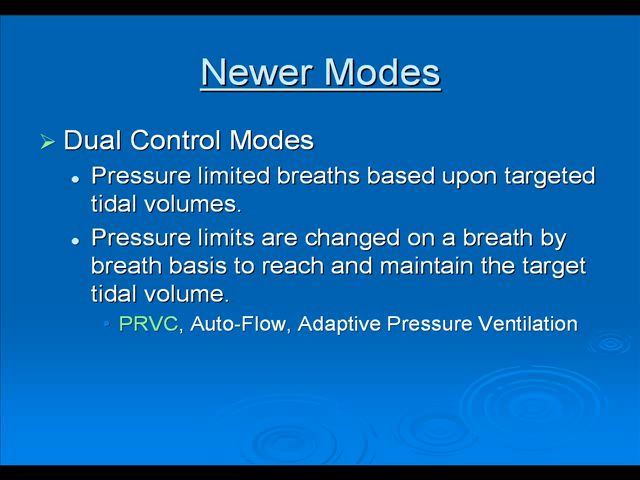 Newer Modes
Dual Control Modes
Pressure limited breaths based upon targeted
tidal volumes.
Pressure limits are changed on a breath by
breath basis to reach and maintain the target
tidal volume.
PRVC, Auto-Flow, Adaptive Pressure Ventilation